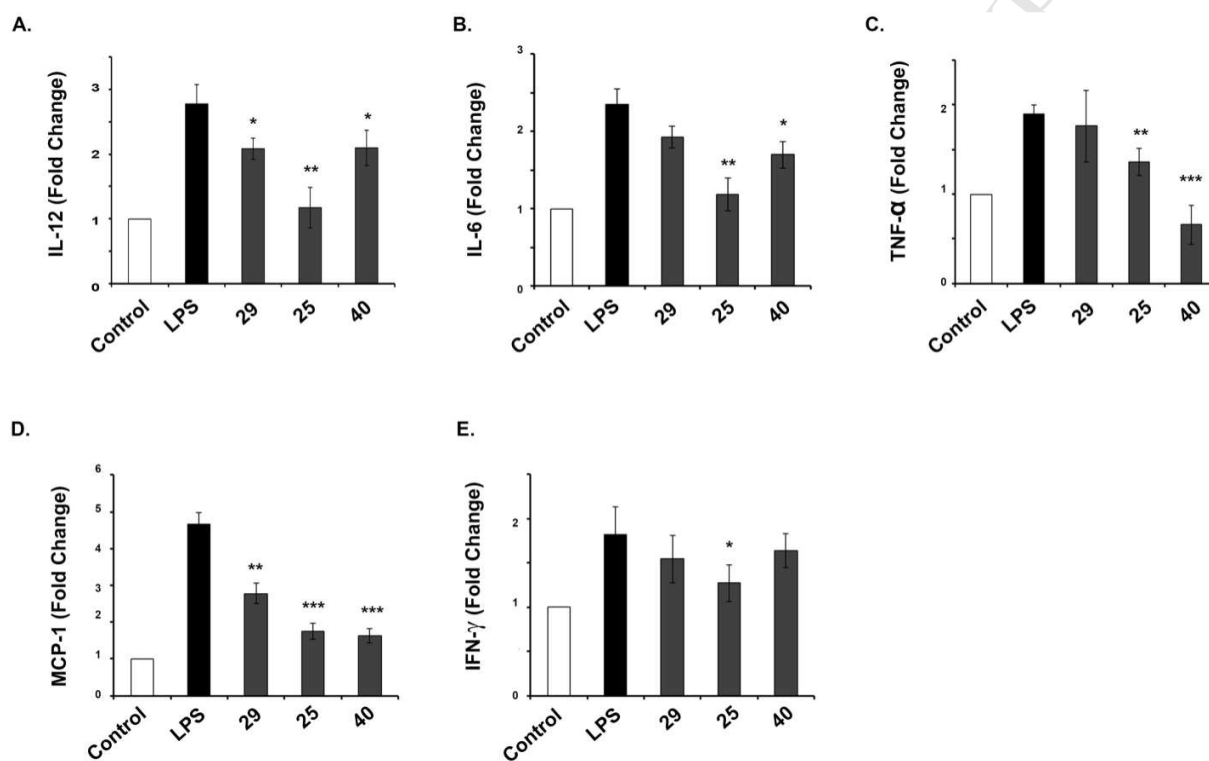 A.
IL-12 (Fold Change)
3
2
1
0
*
**
*
Control
LPS
29
25
40
B.
IL-6 (Fold Change)
3
2
1
0
**
*
Control
LPS
29
25
40
C.
TNF-α (Fold Change)
2
1
0
**
***
Control
LPS
29
25
40
D.
MCP-1 (Fold Change)
6
5
4
3
2
1
0
**
***
***
Control
LPS
29
25
40
E.
IFN-γ (Fold Change)
2
1
0
*
Control
LPS
29
25
40